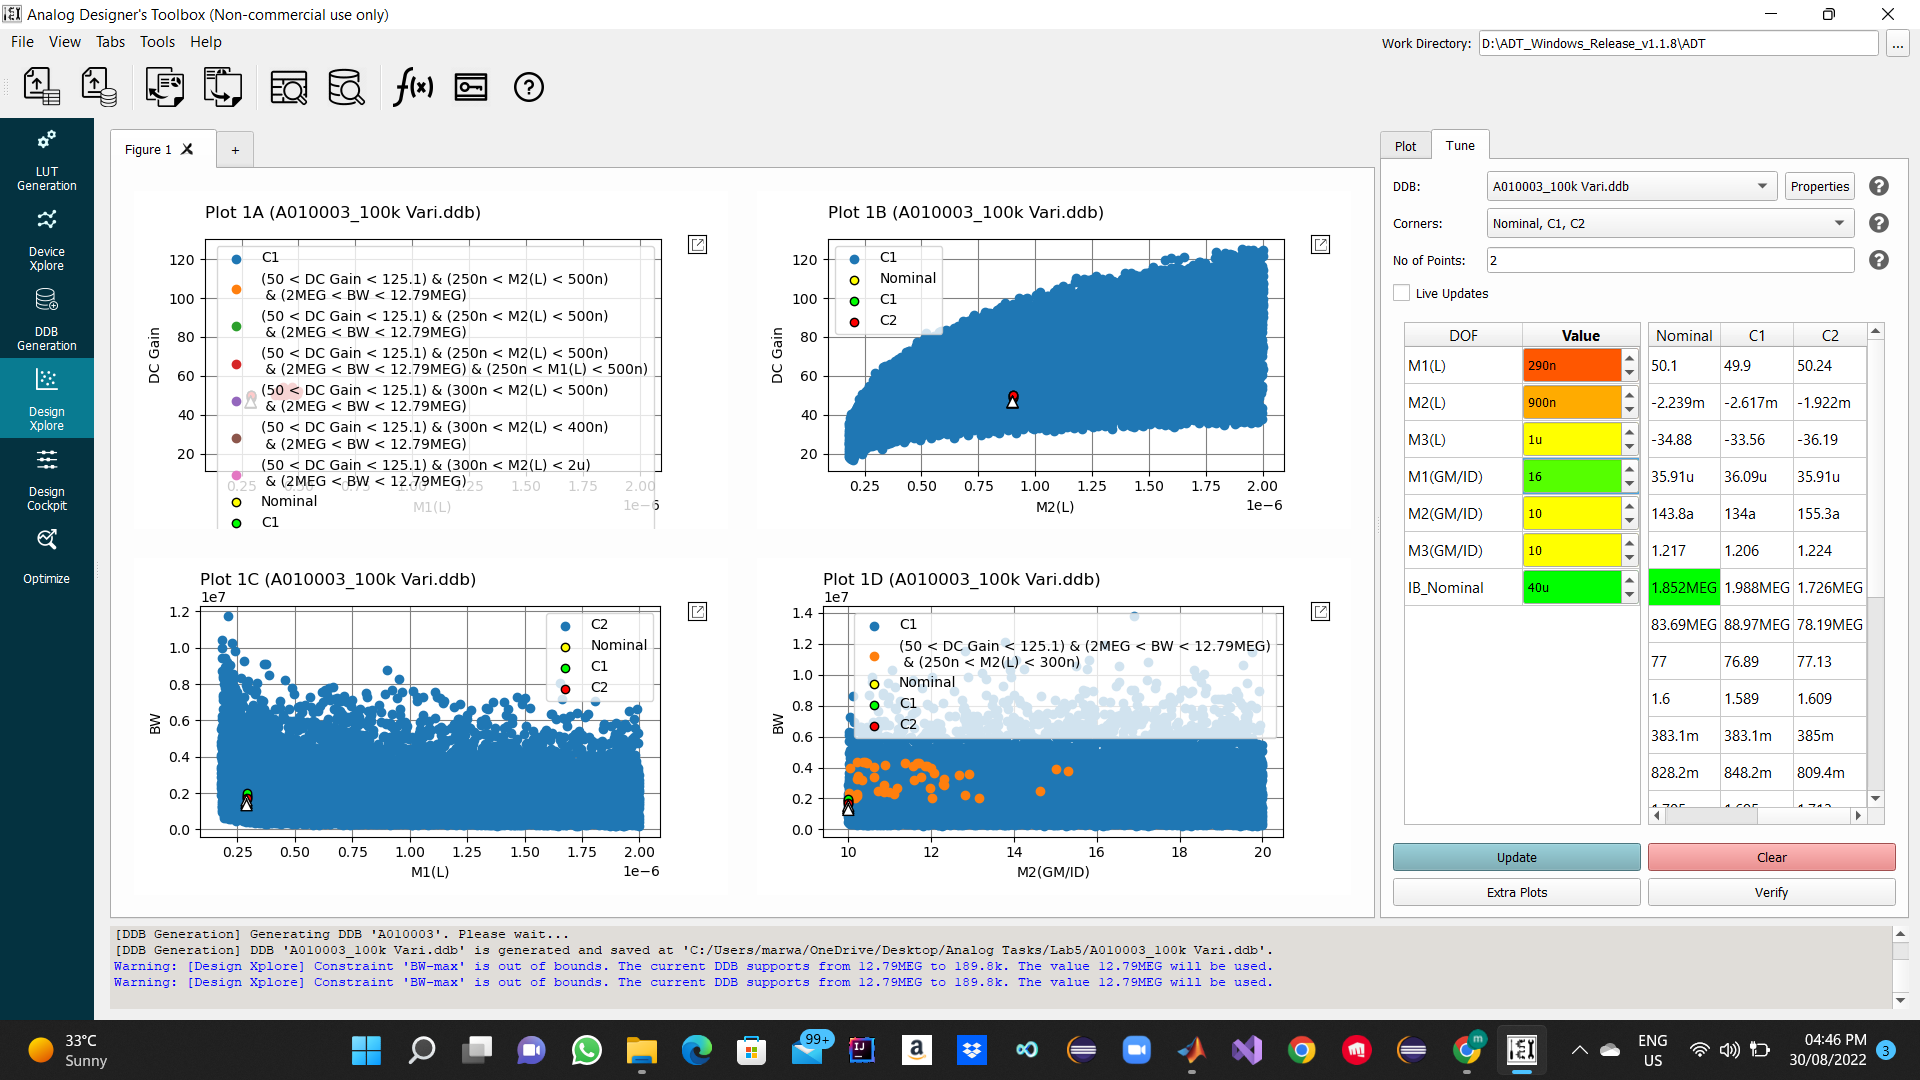 Analog Designer's Toolbox (Non-commercial use only)
File View Tabs Tools Help
Work Directory: D:\ADT_Windows_Release_v1.1.8\ADT ...
f(x)
LUT
Generation
Device
Xplore
DDB
Generation
Design
Xplore
Design
Cockpit
Optimize
Figure 1
+
Plot 1A (A010003_100k Vari.ddb)
DC Gain
120
100
80
60
40
20
C1
(50 < DC Gain < 125.1) & (250n < M2(L) < 500n)
& (2MEG < BW < 12.79MEG)
(50 < DC Gain < 125.1) & (250n < M2(L) < 500n)
& (2MEG < BW < 12.79MEG)
(50 < DC Gain < 125.1) & (250n < M2(L) < 500n)
& (2MEG < BW < 12.79MEG) & (250n < M1(L) < 500n)
(50 < DC Gain < 125.1) & (300n < M2(L) < 500n)
& (2MEG < BW < 12.79MEG)
(50 < DC Gain < 125.1) & (300n < M2(L) < 400n)
& (2MEG < BW < 12.79MEG)
(50 < DC Gain < 125.1) & (300n < M2(L) < 2u)
& (2MEG < BW < 12.79MEG)
Nominal
C1
0.25 0.50 0.75 1.00 1.25 1.50 1.75 2.00
M1(L)
1e−6
Plot 1B (A010003_100k Vari.ddb)
DC Gain
120
100
80
60
40
20
C1
Nominal
C1
C2
0.25 0.50 0.75 1.00 1.25 1.50 1.75 2.00
M2(L)
1e−6
Plot 1C (A010003_100k Vari.ddb)
1e7
BW
1.2
1.0
0.8
0.6
0.4
0.2
0.0
C2
Nominal
C1
C2
0.25 0.50 0.75 1.00 1.25 1.50 1.75 2.00
M1(L)
1e−6
Plot 1D (A010003_100k Vari.ddb)
1e7
BW
1.4
1.2
1.0
0.8
0.6
0.4
0.2
0.0
C1
(50 < DC Gain < 125.1) & (2MEG < BW < 12.79MEG)
& (250n < M2(L) < 300n)
Nominal
C1
C2
10 12 14 16 18 20
M2(GM/ID)
Plot Tune
DDB: A010003_100k Vari.ddb Properties
Corners: Nominal, C1, C2
No of Points: 2
Live Updates
DOF Value Nominal C1 C2
M1(L) 290n 50.1 49.9 50.24
M2(L) 900n -2.239m -2.617m -1.922m
M3(L) 1u -34.88 -33.56 -36.19
M1(GM/ID) 16 35.91u 36.09u 35.91u
M2(GM/ID) 10 143.8a 134a 155.3a
M3(GM/ID) 10 1.217 1.206 1.224
IB_Nominal 40u 1.852MEG 1.988MEG 1.726MEG
83.69MEG 88.97MEG 78.19MEG
77 76.89 77.13
1.6 1.589 1.609
383.1m 383.1m 385m
828.2m 848.2m 809.4m
Update Clear
Extra Plots Verify
[DDB Generation] Generating DDB 'A010003'. Please wait...
[DDB Generation] DDB 'A010003_100k Vari.ddb' is generated and saved at 'C:/Users/marwa/OneDrive/Desktop/Analog Tasks/Lab5/A010003_100k Vari.ddb'.
Warning: [Design Xplore] Constraint 'BW-max' is out of bounds. The current DDB supports from 12.79MEG to 189.8k. The value 12.79MEG will be used.
Warning: [Design Xplore] Constraint 'BW-max' is out of bounds. The current DDB supports from 12.79MEG to 189.8k. The value 12.79MEG will be used.
33°C
Sunny
99+
IJ
a
m
ENG
US
04:46 PM
30/08/2022
3